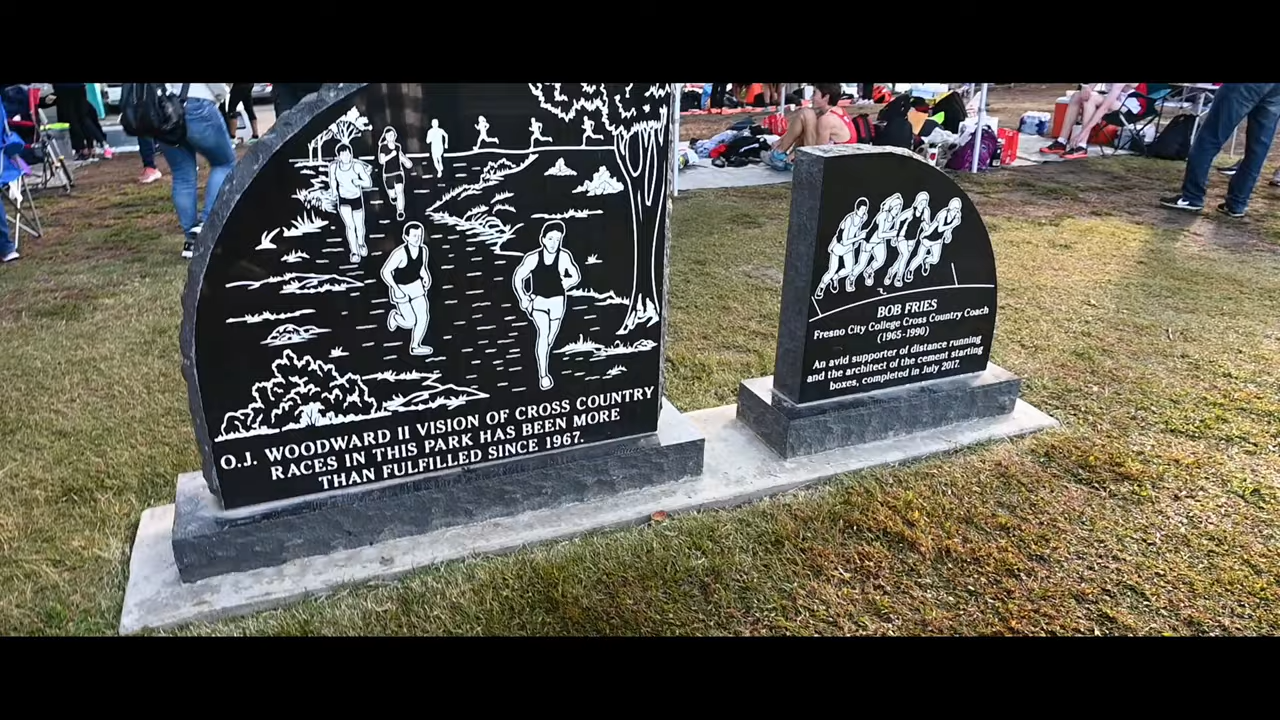 O.J. WOODWARD II VISION OF CROSS COUNTRY
RACES IN THIS PARK HAS BEEN MORE
THAN FULFILLED SINCE 1967.
BOB FRIES
Fresno City College Cross Country Coach
(1965-1990)
An avid supporter of distance running
and the architect of the cement starting
boxes, completed in July 2017.